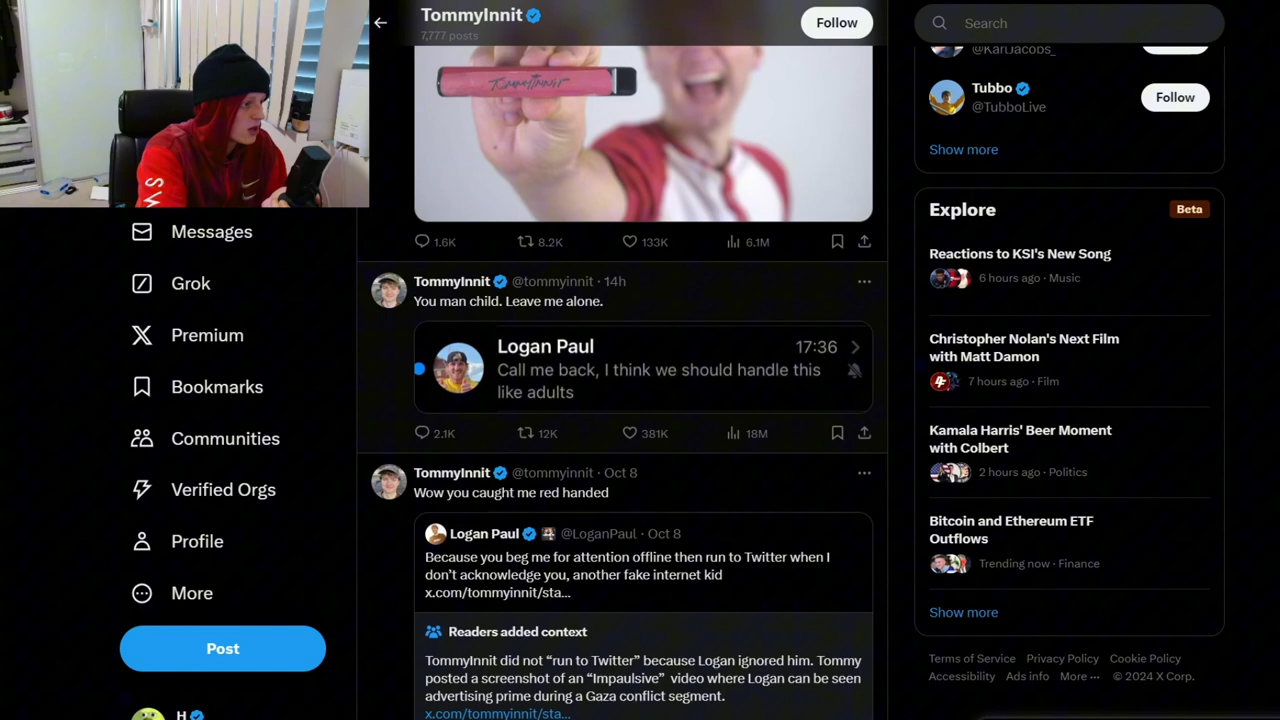 TommyInnit
7,777 posts
Follow
Search
@KarlJacobs_
Tubbo
@TubboLive
Follow
Show more
TOMMYINNIT
1.6K 8.2K 133K 6.1M
Messages
Grok
Premium
Bookmarks
Communities
Verified Orgs
Profile
More
Post
H
TommyInnit @tommyinnit · 14h
You man child. Leave me alone.
Logan Paul 17:36
Call me back, I think we should handle this
like adults
2.1K 12K 381K 18M
TommyInnit @tommyinnit · Oct 8
Wow you caught me red handed
Logan Paul @LoganPaul · Oct 8
Because you beg me for attention offline then run to Twitter when I
don't acknowledge you, another fake internet kid
x.com/tommyinnit/sta...
Readers added context
TommyInnit did not "run to Twitter" because Logan ignored him. Tommy
posted a screenshot of an "Impaulsive" video where Logan can be seen
advertising prime during a Gaza conflict segment.
x.com/tommyinnit/sta...
Explore
Beta
Reactions to KSI's New Song
6 hours ago · Music
Christopher Nolan's Next Film
with Matt Damon
7 hours ago · Film
Kamala Harris' Beer Moment
with Colbert
2 hours ago · Politics
Bitcoin and Ethereum ETF
Outflows
Trending now · Finance
Show more
Terms of Service Privacy Policy Cookie Policy
Accessibility Ads info More ··· © 2024 X Corp.